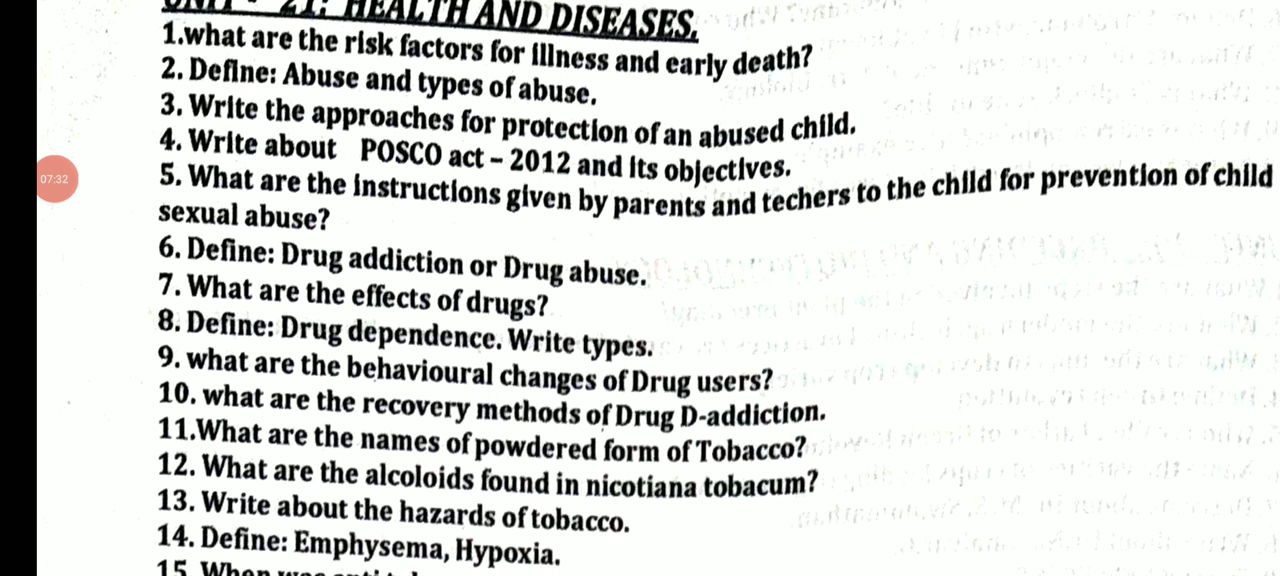 UNIT - 21: HEALTH AND DISEASES.
1.what are the risk factors for illness and early death?
2. Define: Abuse and types of abuse.
3. Write the approaches for protection of an abused child.
4. Write about POSCO act – 2012 and its objectives.
5. What are the instructions given by parents and techers to the child for prevention of child
sexual abuse?
07:32
6. Define: Drug addiction or Drug abuse.
7. What are the effects of drugs?
8. Define: Drug dependence. Write types.
9. what are the behavioural changes of Drug users?
10. what are the recovery methods of Drug D-addiction.
11.What are the names of powdered form of Tobacco?
12. What are the alcoloids found in nicotiana tobacum?
13. Write about the hazards of tobacco.
14. Define: Emphysema, Hypoxia.
15. When was